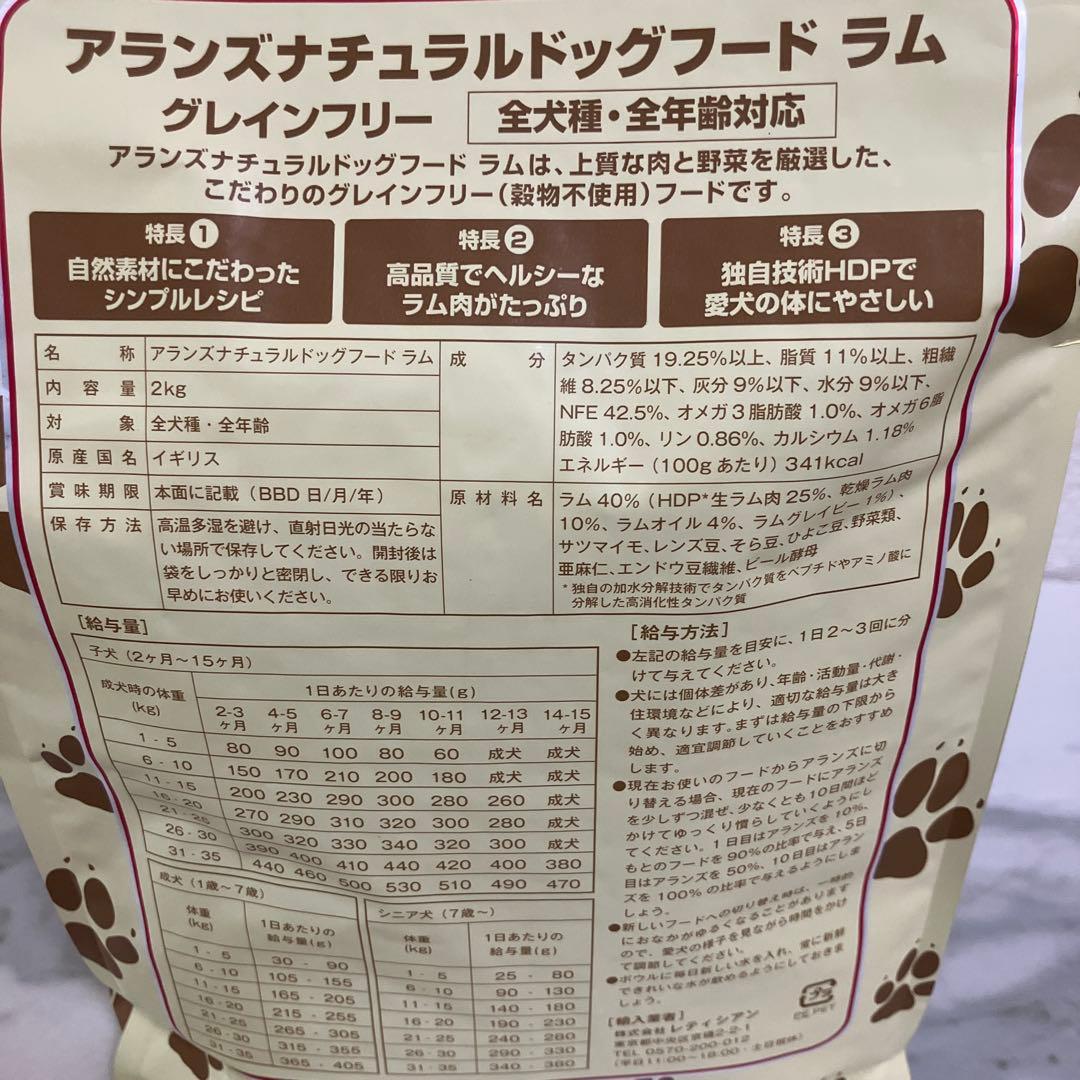 アランズナチュラルドッグフード ラム
グレインフリー 全犬種・全年齢対応
アランズナチュラルドッグフード ラムは、上質な肉と野菜を厳選した、
こだわりのグレインフリー(穀物不使用)フードです。
特長1
自然素材にこだわった
シンプルレシピ
特長2
高品質でヘルシーな
ラム肉がたっぷり
特長3
独自技術HDPで
愛犬の体にやさしい
名称 アランズナチュラルドッグフード ラム
内容量 2kg
対象 全犬種・全年齢
原産国名 イギリス
賞味期限 本面に記載(BBD 日/月/年)
保存方法 高温多湿を避け、直射日光の当たらな
い場所で保存してください。開封後は
袋をしっかりと密閉し、できる限りお
早めにお使いください。
成分 タンパク質 19.25%以上、脂質 11%以上、粗繊
維 8.25%以下、灰分 9%以下、水分 9%以下、
NFE 42.5%、オメガ3脂肪酸 1.0%、オメガ6脂
肪酸 1.0%、リン 0.86%、カルシウム 1.18%
エネルギー(100gあたり)341kcal
原材料名 ラム 40%(HDP*生ラム肉 25%、乾燥ラム肉
10%、ラムオイル 4%、ラムグレイビー 1%)、
サツマイモ、レンズ豆、そら豆、ひよこ豆、野菜類、
亜麻仁、エンドウ豆繊維、ビール酵母
*独自の加水分解技術でタンパク質をペプチドやアミノ酸に
分解した高消化性タンパク質
[給与量]
子犬(2ヶ月~15ヶ月)
成犬時の体重(kg) 1日あたりの給与量(g)
2-3ヶ月 4-5ヶ月 6-7ヶ月 8-9ヶ月 10-11ヶ月 12-13ヶ月 14-15ヶ月
1-5 80 90 100 80 60 成犬 成犬
6-10 150 170 210 200 180 成犬 成犬
11-15 200 230 290 300 280 260 成犬
16-20 270 290 310 320 300 280 成犬
21-25 300 320 330 340 320 300 成犬
26-30 390 400 410 440 420 400 380
31-35 440 460 500 530 510 490 470
成犬(1歳~7歳)
体重(kg) 1日あたりの給与量(g)
1-5 30-90
6-10 105-155
11-15 165-205
16-20 215-255
21-25 265-305
26-30 315-355
31-35 365-405
シニア犬(7歳~)
体重(kg) 1日あたりの給与量(g)
1-5 25-80
6-10 90-130
11-15 140-180
16-20 190-230
21-25 240-280
26-30 290-330
31-35 340-380
[給与方法]
●左記の給与量を目安に、1日2~3回に分
けて与えてください。
●犬には個体差があり、年齢・活動量・代謝・
住環境などにより、適切な給与量は大き
く異なります。まずは給与量の下限から
始め、適宜調節していくことをおすすめ
します。
●現在お使いのフードからアランズに切
り替える場合、現在のフードにアランズ
を少しずつ混ぜ、少なくとも10日間ほど
かけてゆっくり慣らしていくようにし
てください。1日目はアランズを10%、
もとのフードを90%の比率で与え、5日
目はアランズを50%、10日目はアラン
ズを100%の比率で与えるようにしま
しょう。
●新しいフードへの切り替え時は、一時的
におなかがゆるくなることがあります
ので、愛犬の様子を見ながら時間をかけ
て調節してください。
●ボウルに毎日新しい水を入れ、常に新鮮
できれいな水が飲めるようにしておきま
しょう。
[輸入業者]
株式会社 レティシアン
東京都中央区京橋2-2-1
TEL 0570-200-012
(平日11:00~18:00・土日祝休)
プラ